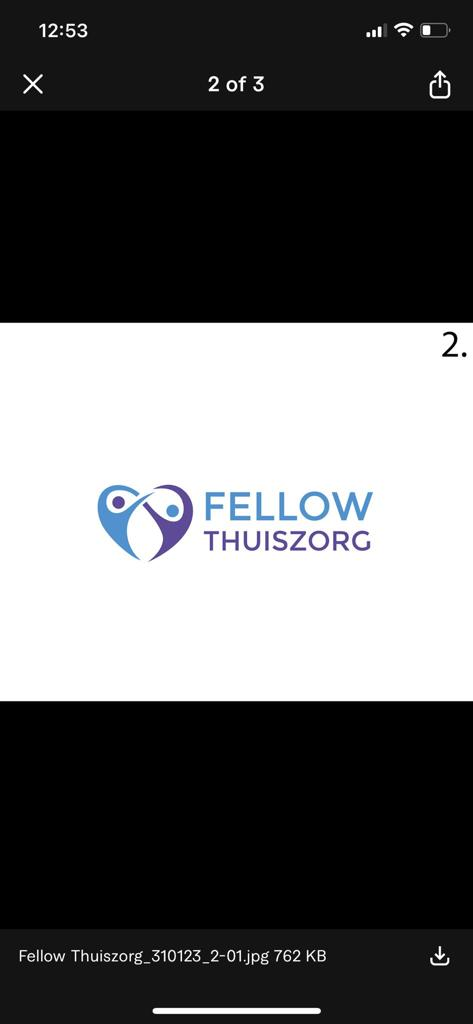 12:53
2 of 3
2.
FELLOW
THUISZORG
Fellow Thuiszorg_310123_2-01.jpg 762 KB